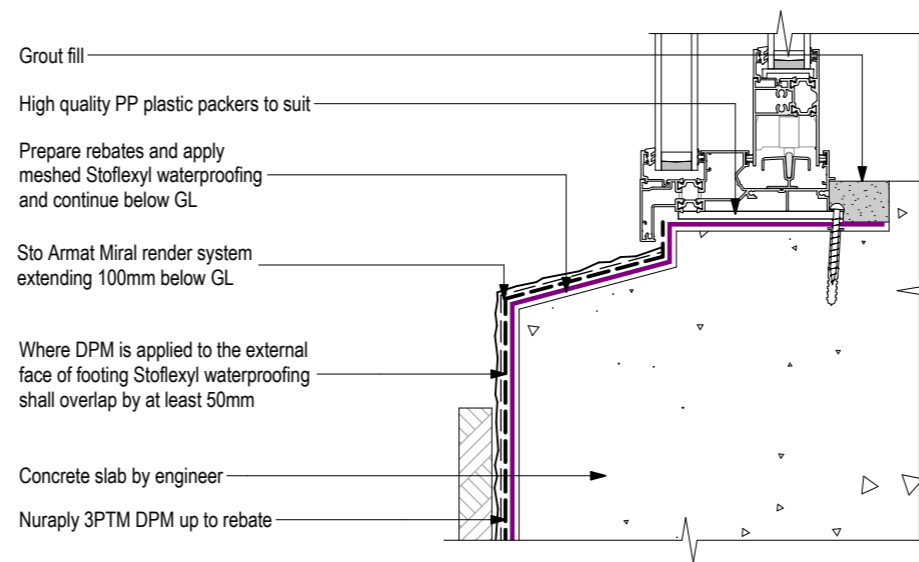 Grout fill
High quality PP plastic packers to suit
Prepare rebates and apply
meshed Stoflexyl waterproofing
and continue below GL
Sto Armat Miral render system
extending 100mm below GL
Where DPM is applied to the external
face of footing Stoflexyl waterproofing
shall overlap by at least 50mm
Concrete slab by engineer
Nuraply 3PTM DPM up to rebate